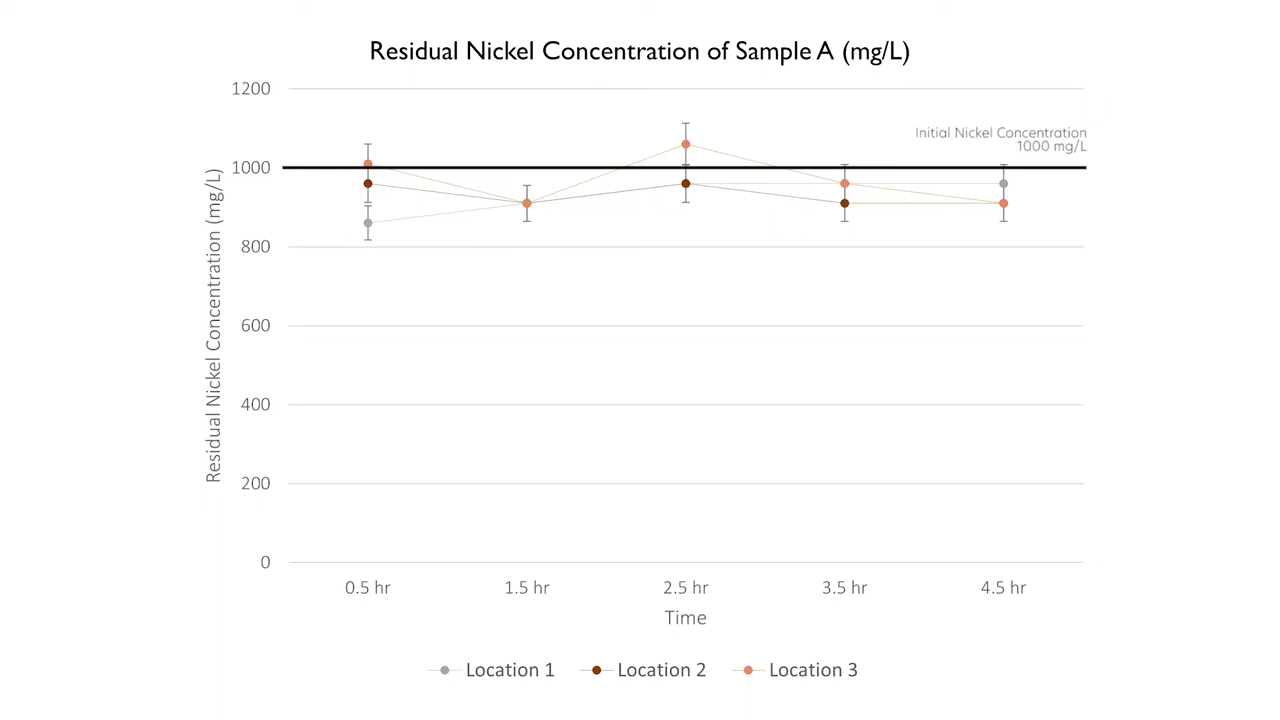 Residual Nickel Concentration of Sample A (mg/L)
1200
Initial Nickel Concentration
1000 mg/L
1000
800
600
400
200
0
Residual Nickel Concentration (mg/L)
0.5 hr
1.5 hr
2.5 hr
3.5 hr
4.5 hr
Time
Location 1
Location 2
Location 3